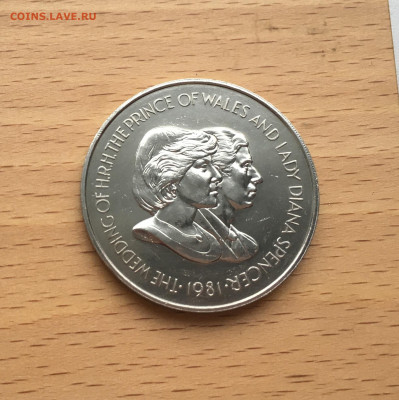 COINS.LAVE.RU
THE WEDDING OF H.R.H. THE PRINCE OF WALES AND LADY DIANA SPENCER
· 1981 ·